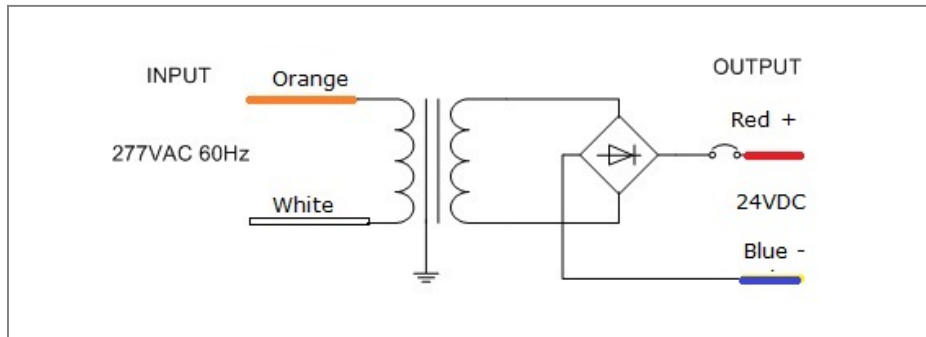 INPUT
Orange
277VAC 60Hz
White
OUTPUT
Red +
24VDC
Blue -